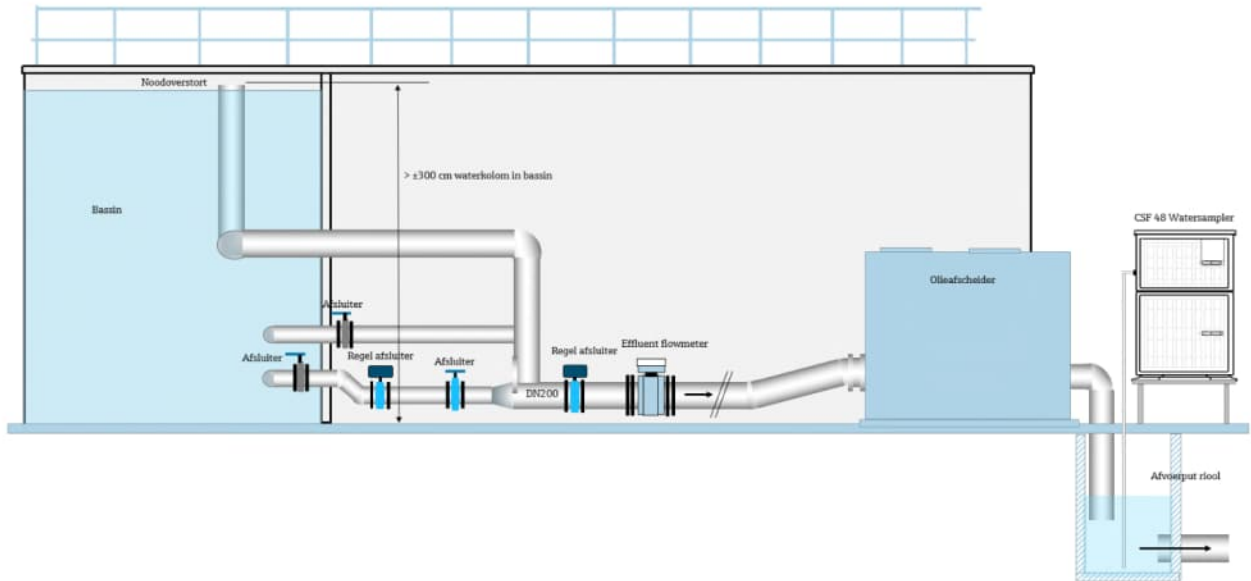 Noodoverstort
> ±300 cm waterkolom in bassin
Bassin
CSF 48 Watersampler
Olieafscheider
Afsluiter
Afsluiter
Regel afsluiter
Afsluiter
Regel afsluiter
Effluent flowmeter
DN200
Afvoerput riool